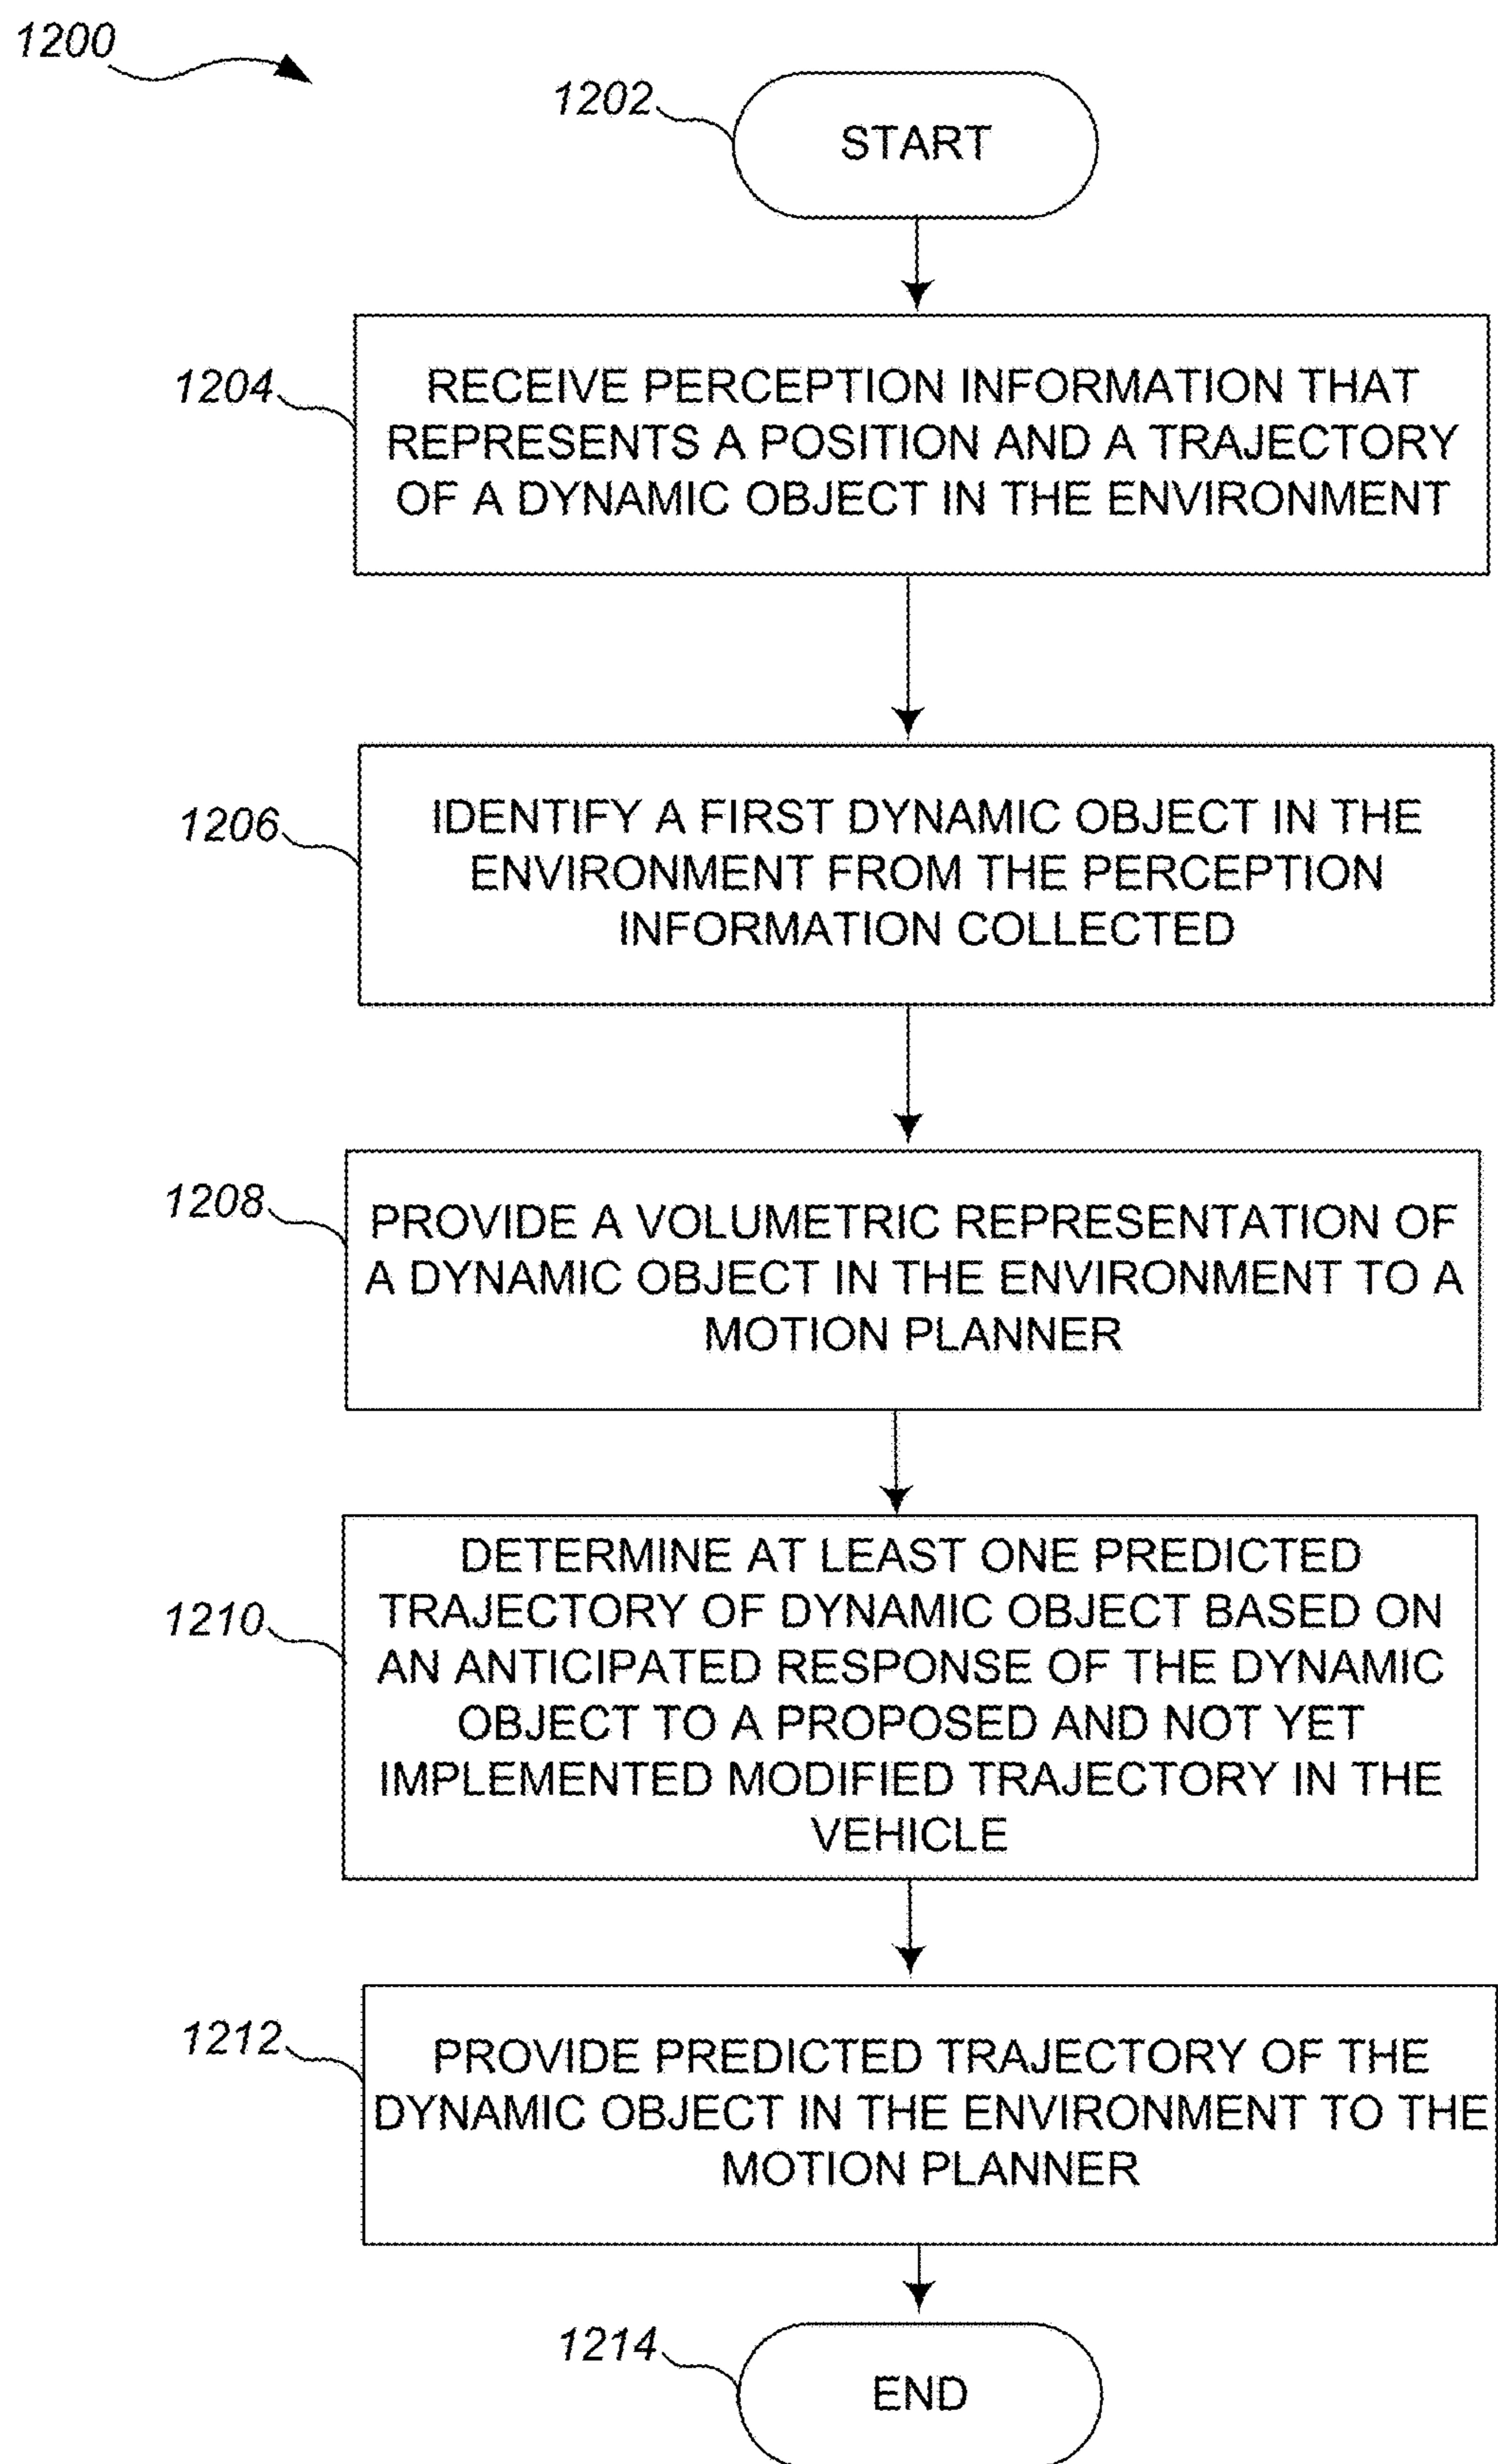 1200
1202
START
1204
RECEIVE PERCEPTION INFORMATION THAT
REPRESENTS A POSITION AND A TRAJECTORY
OF A DYNAMIC OBJECT IN THE ENVIRONMENT
1206
IDENTIFY A FIRST DYNAMIC OBJECT IN THE
ENVIRONMENT FROM THE PERCEPTION
INFORMATION COLLECTED
1208
PROVIDE A VOLUMETRIC REPRESENTATION OF
A DYNAMIC OBJECT IN THE ENVIRONMENT TO A
MOTION PLANNER
1210
DETERMINE AT LEAST ONE PREDICTED
TRAJECTORY OF DYNAMIC OBJECT BASED ON
AN ANTICIPATED RESPONSE OF THE DYNAMIC
OBJECT TO A PROPOSED AND NOT YET
IMPLEMENTED MODIFIED TRAJECTORY IN THE
VEHICLE
1212
PROVIDE PREDICTED TRAJECTORY OF THE
DYNAMIC OBJECT IN THE ENVIRONMENT TO THE
MOTION PLANNER
1214
END